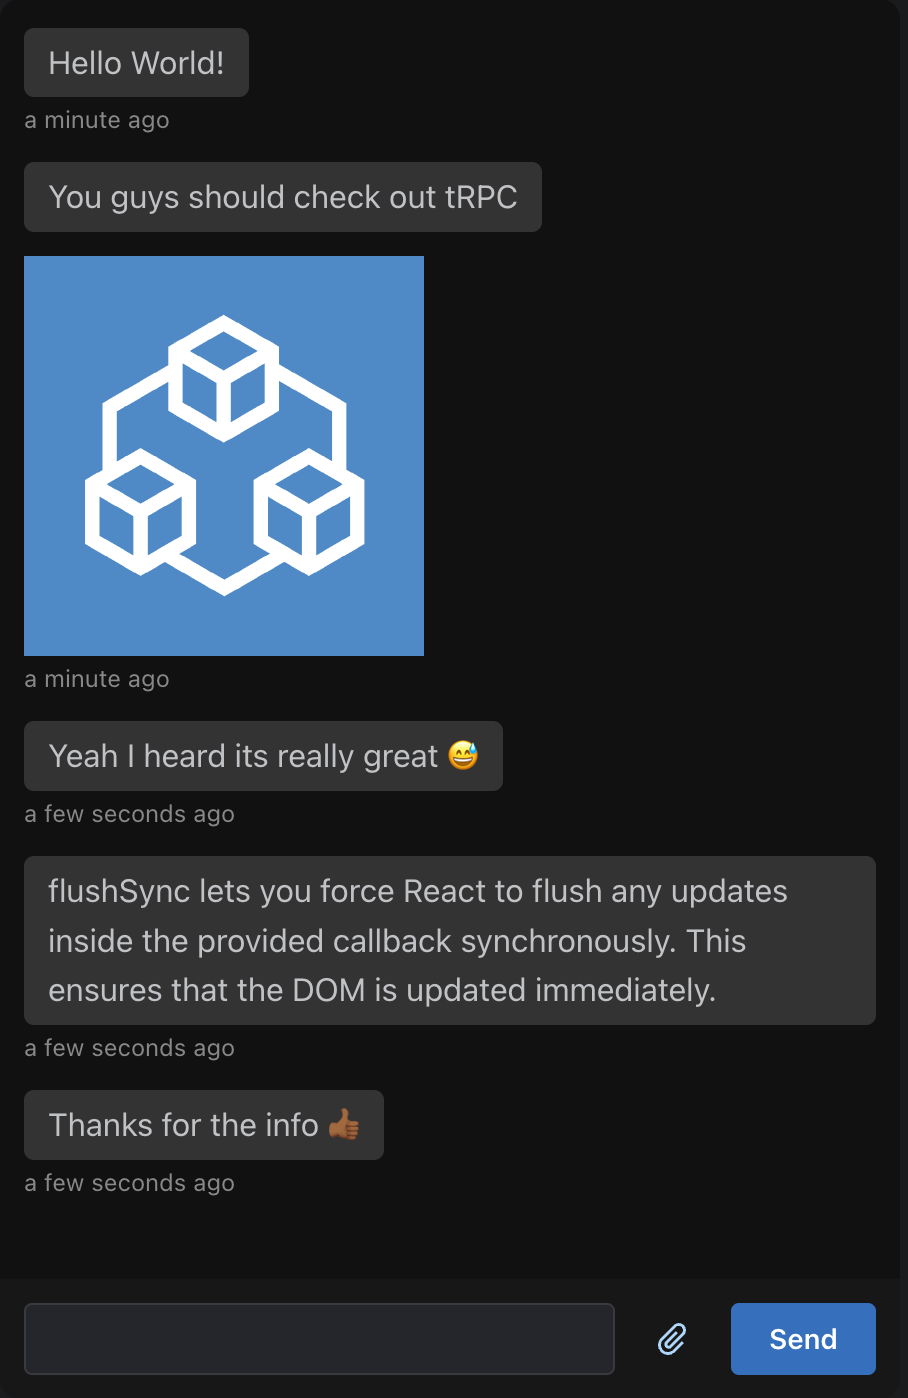 Hello World!
a minute ago
You guys should check out tRPC
a minute ago
Yeah I heard its really great 😅
a few seconds ago
flushSync lets you force React to flush any updates
inside the provided callback synchronously. This
ensures that the DOM is updated immediately.
a few seconds ago
Thanks for the info 👍🏾
a few seconds ago
Send